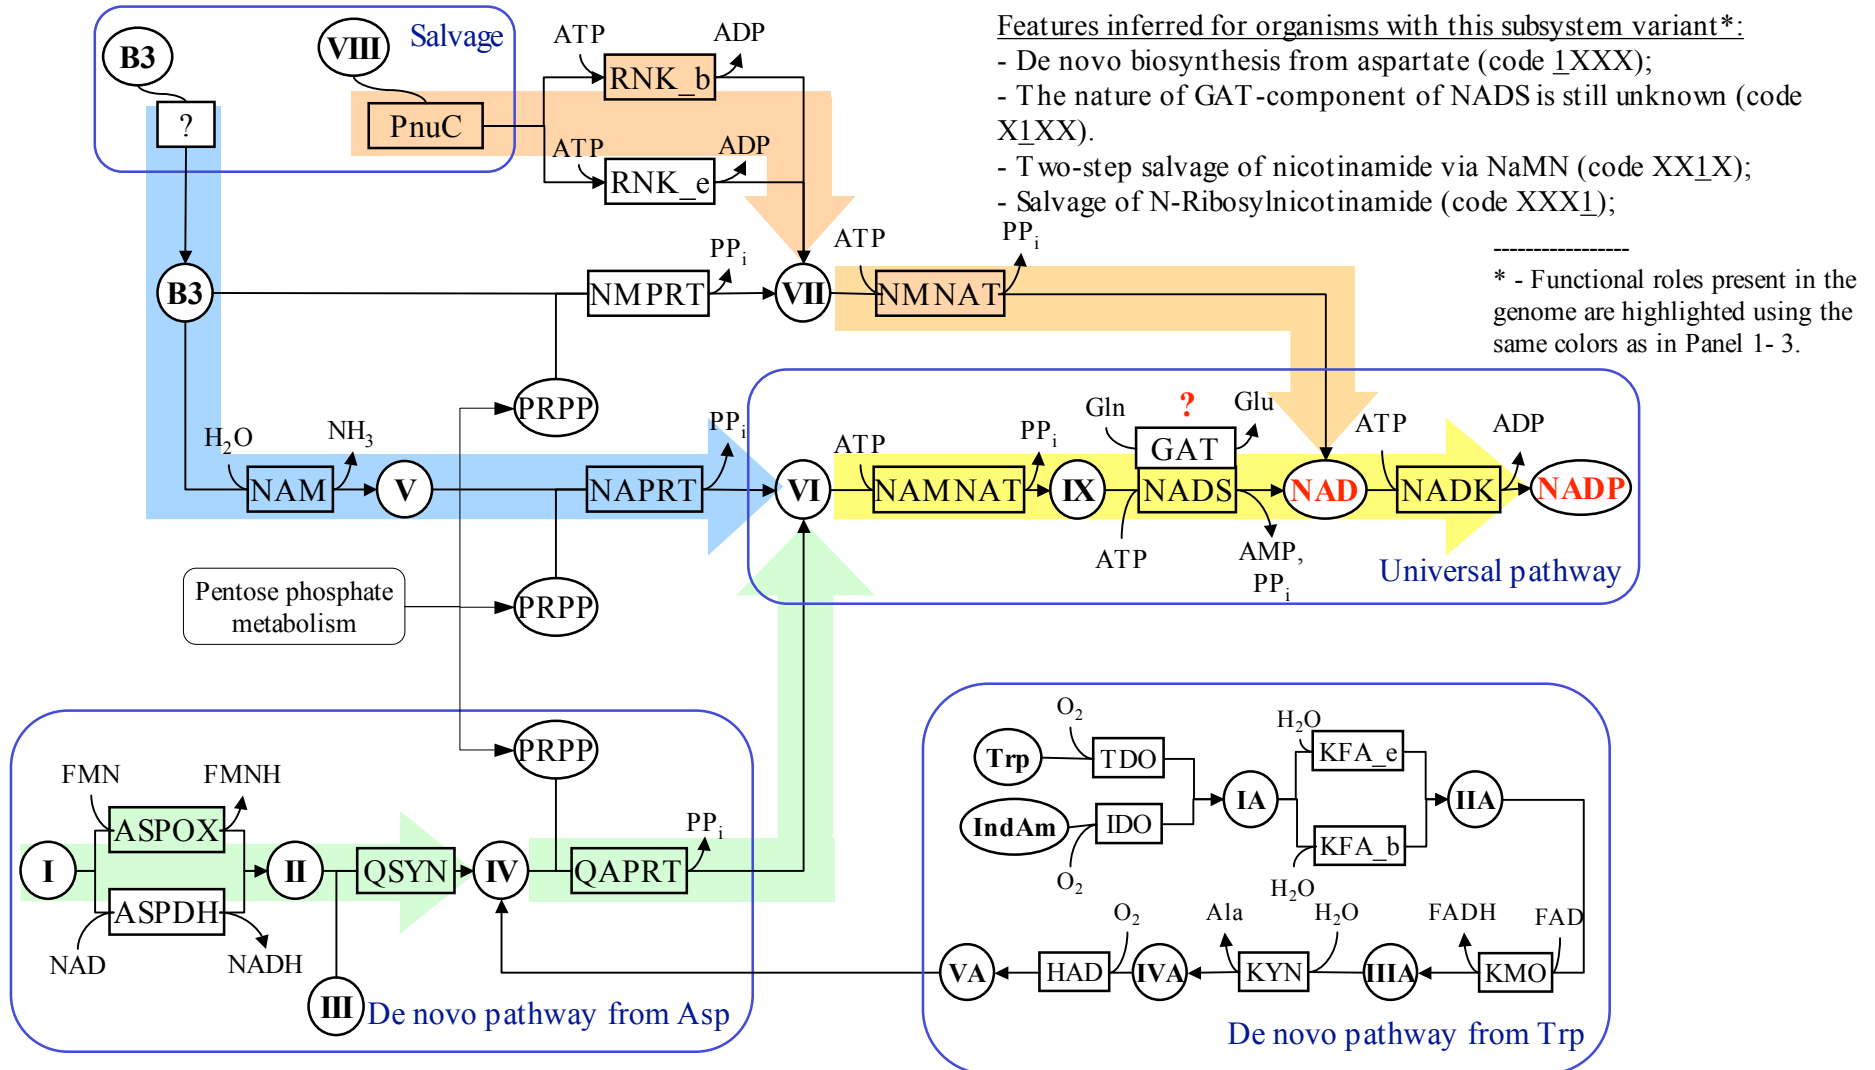 Salvage
B3
VIII
?
PnuC
ATP
ADP
RNK_b
ATP
ADP
RNK_e
Features inferred for organisms with this subsystem variant*:
- De novo biosynthesis from aspartate (code 1XXX);
- The nature of GAT-component of NADS is still unknown (code
X1XX).
- Two-step salvage of nicotinamide via NaMN (code XX1X);
- Salvage of N-Ribosylnicotinamide (code XXX1);
-----------------
* - Functional roles present in the
genome are highlighted using the
same colors as in Panel 1- 3.
B3
NMPRT
PPi
VII
ATP
NMNAT
PPi
PRPP
H2O
NH3
NAM
V
NAPRT
PPi
VI
ATP
NAMNAT
PPi
IX
Gln
?
Glu
GAT
NADS
ATP
AMP,
PPi
NAD
ATP
NADK
ADP
NADP
Universal pathway
Pentose phosphate
metabolism
PRPP
PRPP
FMN
FMNH
ASPOX
I
ASPDH
NAD
NADH
II
III
QSYN
IV
QAPRT
PPi
De novo pathway from Asp
Trp
O2
TDO
IndAm
O2
IDO
IA
H2O
KFA_e
H2O
KFA_b
IIA
FAD
FADH
KMO
IIIA
H2O
Ala
KYN
IVA
O2
HAD
VA
De novo pathway from Trp